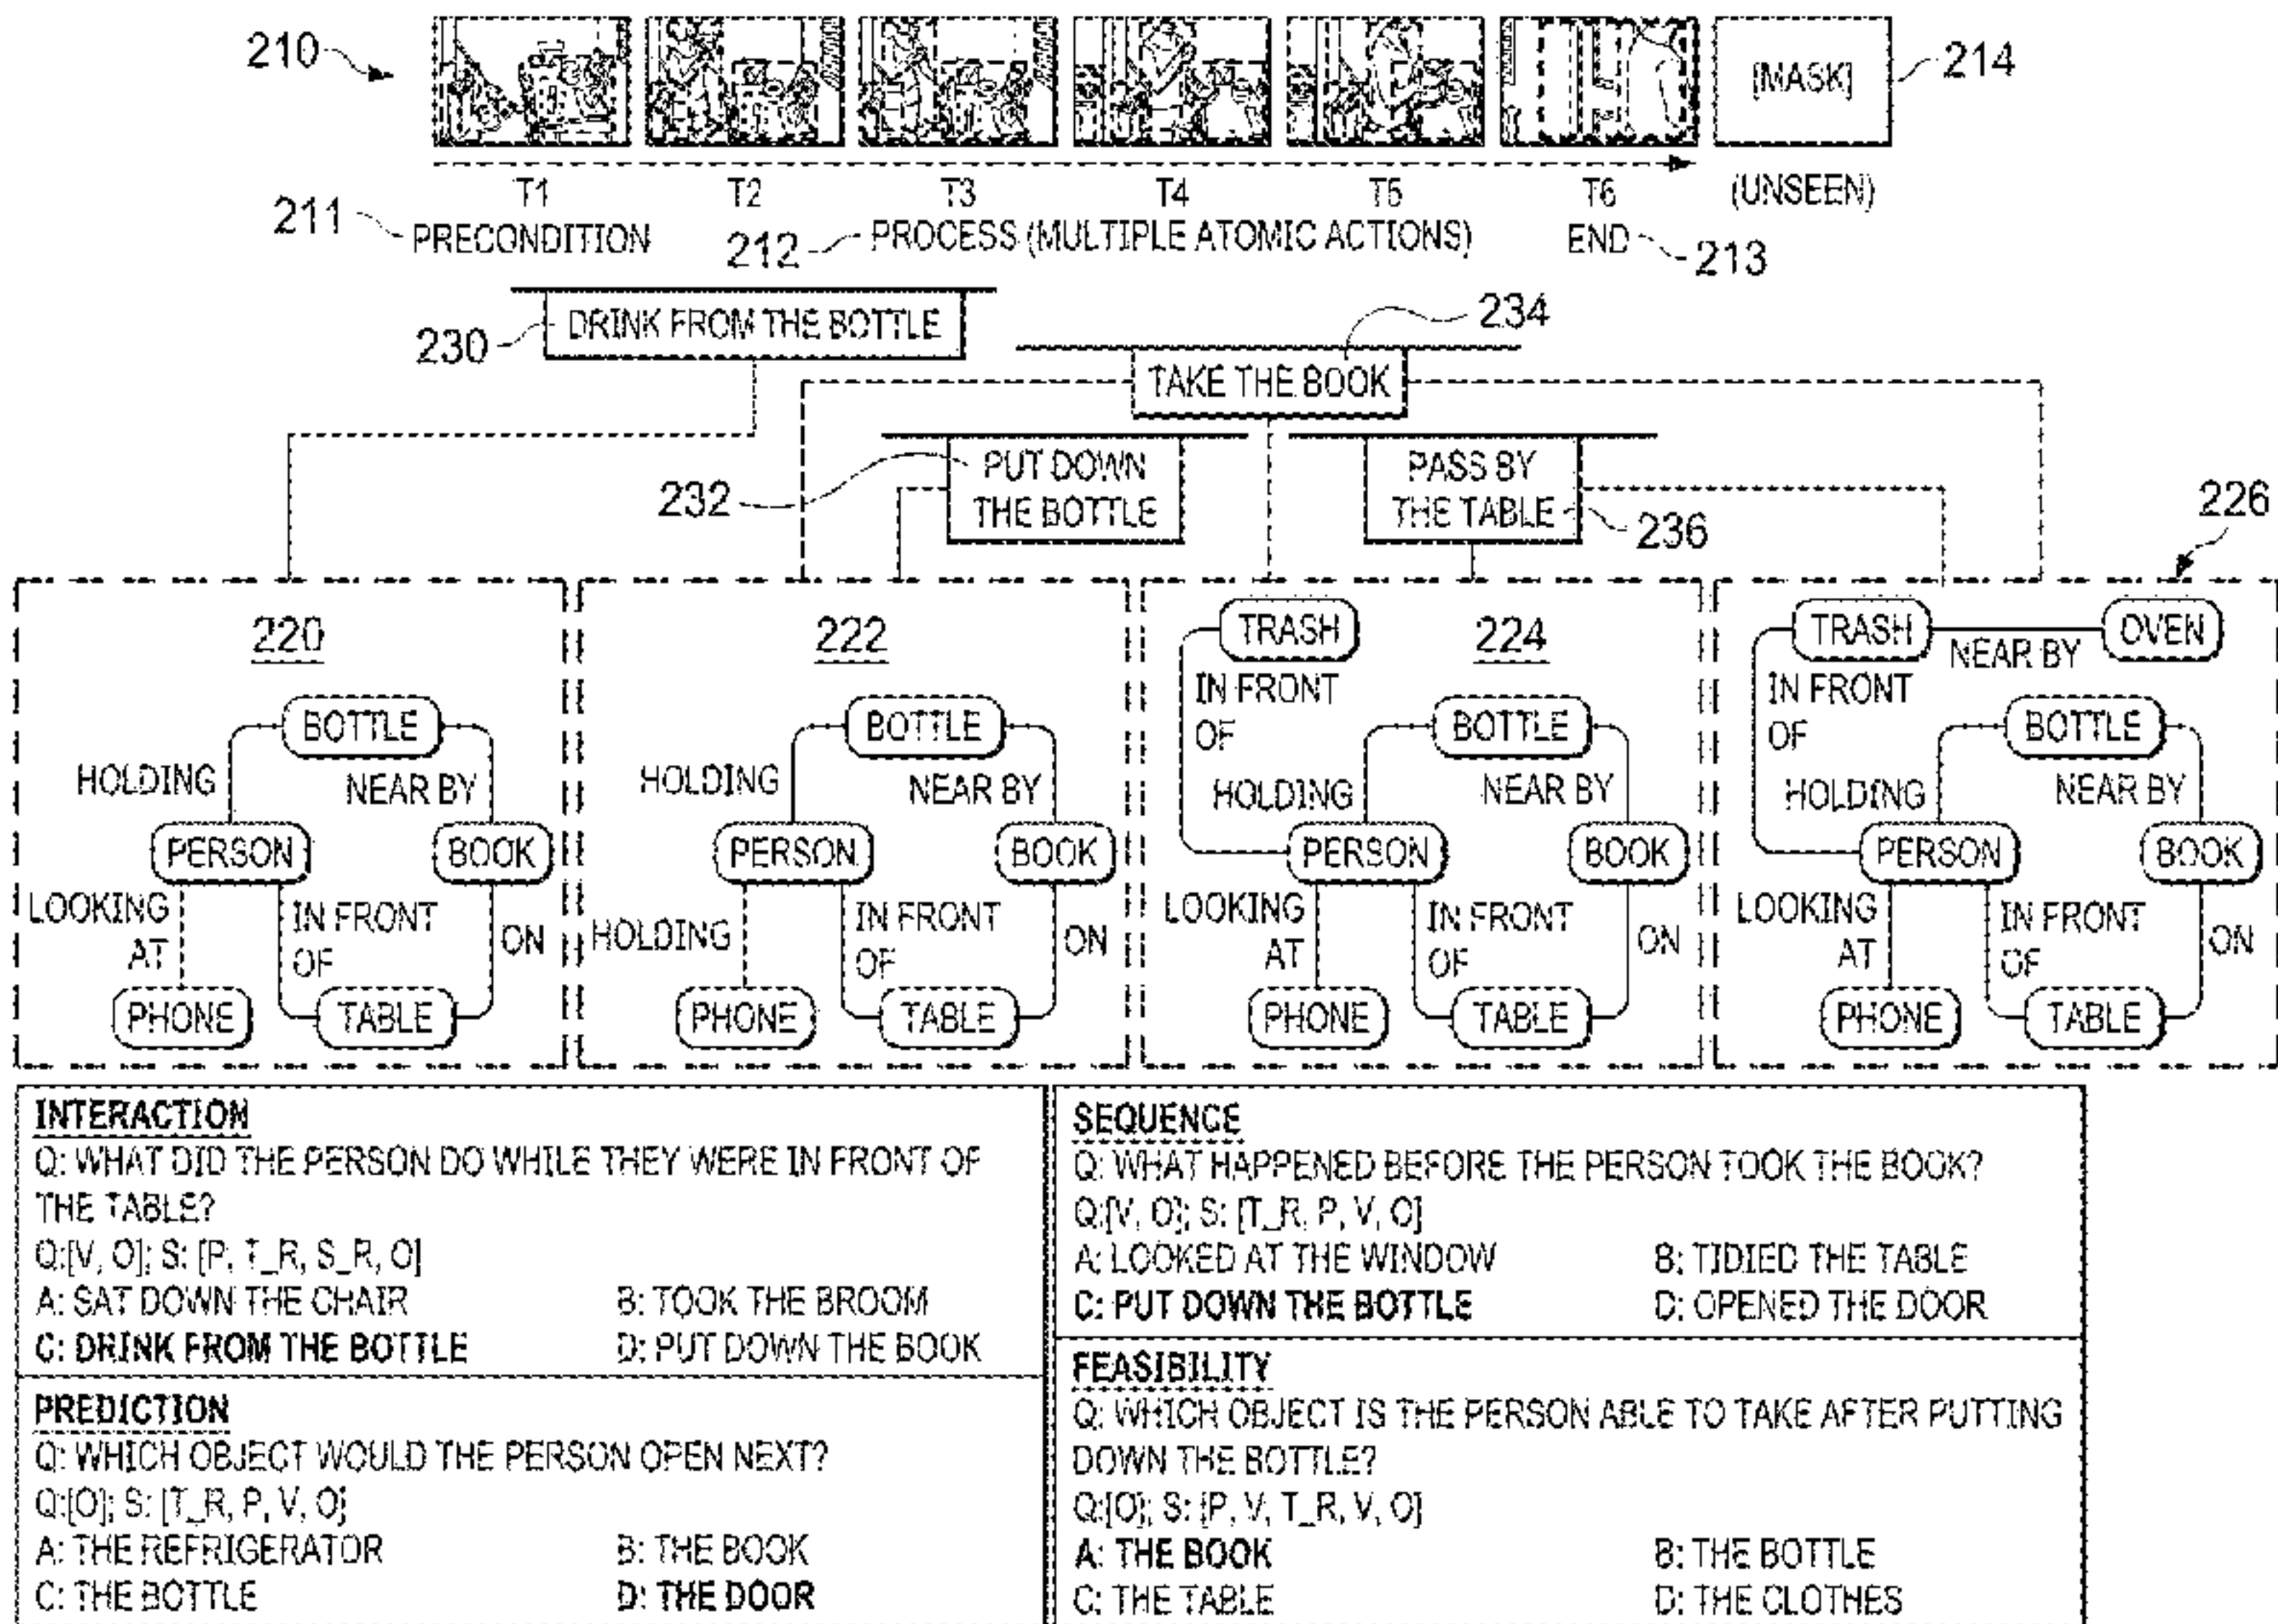 210
[MASK]
214
T1 T2 T3 T4 T5 T6 (UNSEEN)
211 PRECONDITION 212 PROCESS (MULTIPLE ATOMIC ACTIONS) END 213
230 DRINK FROM THE BOTTLE
234
TAKE THE BOOK
232
PUT DOWN
THE BOTTLE
PASS BY
THE TABLE
236
226
220
BOTTLE
HOLDING
NEAR BY
PERSON
BOOK
LOOKING
AT
IN FRONT
OF
ON
PHONE
TABLE
222
BOTTLE
HOLDING
NEAR BY
PERSON
BOOK
HOLDING
IN FRONT
OF
ON
PHONE
TABLE
TRASH
224
IN FRONT
OF
BOTTLE
HOLDING
NEAR BY
PERSON
BOOK
LOOKING
AT
IN FRONT
OF
ON
PHONE
TABLE
TRASH
NEAR BY
OVEN
IN FRONT
OF
BOTTLE
HOLDING
NEAR BY
PERSON
BOOK
LOOKING
AT
IN FRONT
OF
ON
PHONE
TABLE
INTERACTION
Q: WHAT DID THE PERSON DO WHILE THEY WERE IN FRONT OF
THE TABLE?
Q:[V, O]; S: [P, T_R, S_R, O]
A: SAT DOWN THE CHAIR B: TOOK THE BROOM
C: DRINK FROM THE BOTTLE D: PUT DOWN THE BOOK
PREDICTION
Q: WHICH OBJECT WOULD THE PERSON OPEN NEXT?
Q:[O]; S: [T_R, P, V, O]
A: THE REFRIGERATOR B: THE BOOK
C: THE BOTTLE D: THE DOOR
SEQUENCE
Q: WHAT HAPPENED BEFORE THE PERSON TOOK THE BOOK?
Q:[V, O]; S: [T_R, P, V, O]
A: LOOKED AT THE WINDOW B: TIDIED THE TABLE
C: PUT DOWN THE BOTTLE D: OPENED THE DOOR
FEASIBILITY
Q: WHICH OBJECT IS THE PERSON ABLE TO TAKE AFTER PUTTING
DOWN THE BOTTLE?
Q:[O]; S: [P, V, T_R, V, O]
A: THE BOOK B: THE BOTTLE
C: THE TABLE D: THE CLOTHES